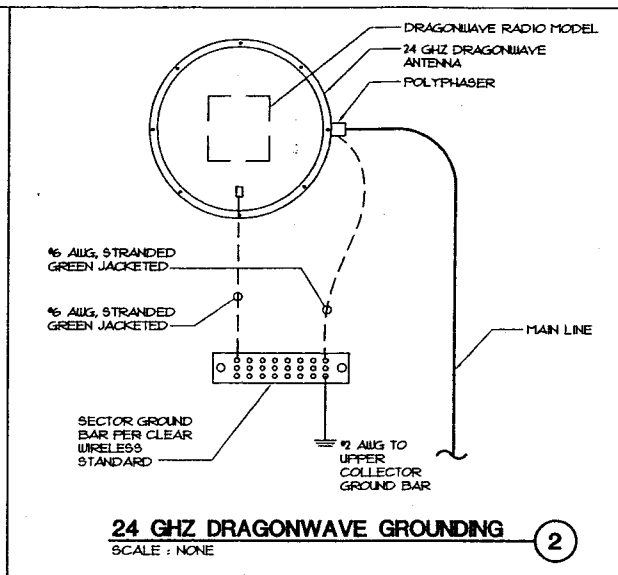 DRAGONWAVE RADIO MODEL
24 GHZ DRAGONWAVE
ANTENNA
POLYPHASER
#6 AWG, STRANDED
GREEN JACKETED
#6 AWG, STRANDED
GREEN JACKETED
MAIN LINE
SECTOR GROUND
BAR PER CLEAR
WIRELESS
STANDARD
#2 AWG TO
UPPER
COLLECTOR
GROUND BAR
24 GHZ DRAGONWAVE GROUNDING
2
SCALE : NONE